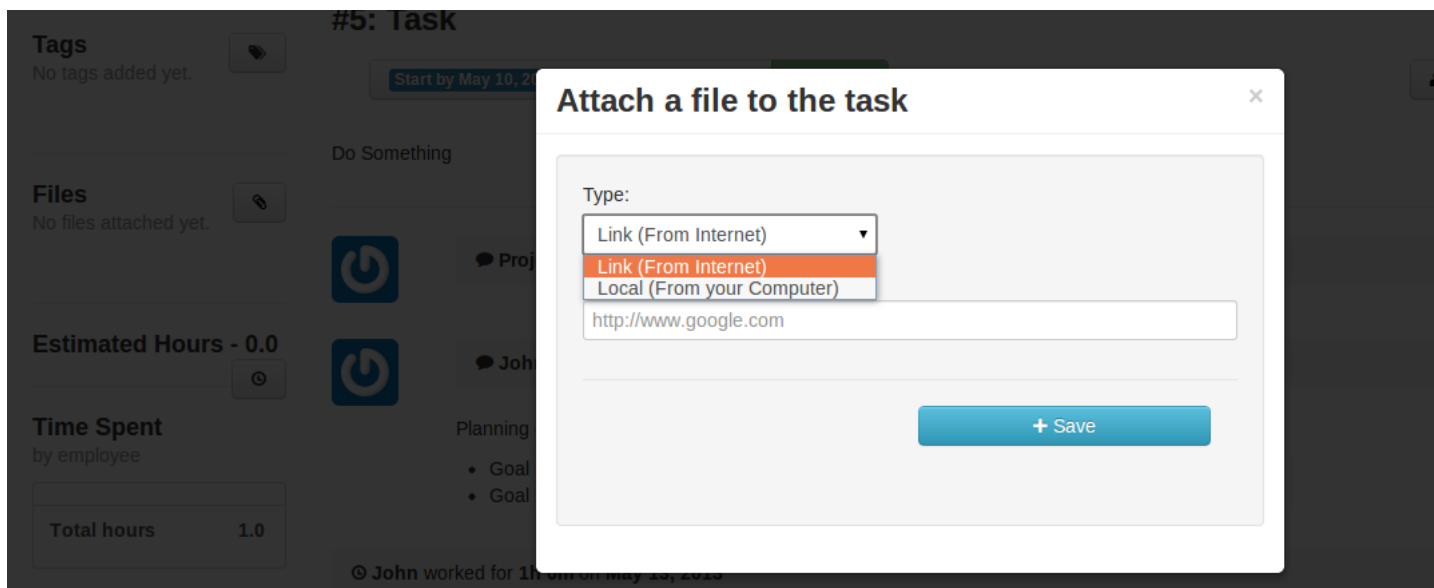 #5: Task
Tags
No tags added yet.
Start by May 10, 20
Do Something
Files
No files attached yet.
Estimated Hours - 0.0
Time Spent
by employee
Total hours 1.0
Proj
John
Planning
Goal
Goal
John worked for 1h 0m on May 13, 2013
Attach a file to the task
×
Type:
Link (From Internet)
Link (From Internet)
Local (From your Computer)
http://www.google.com
+ Save